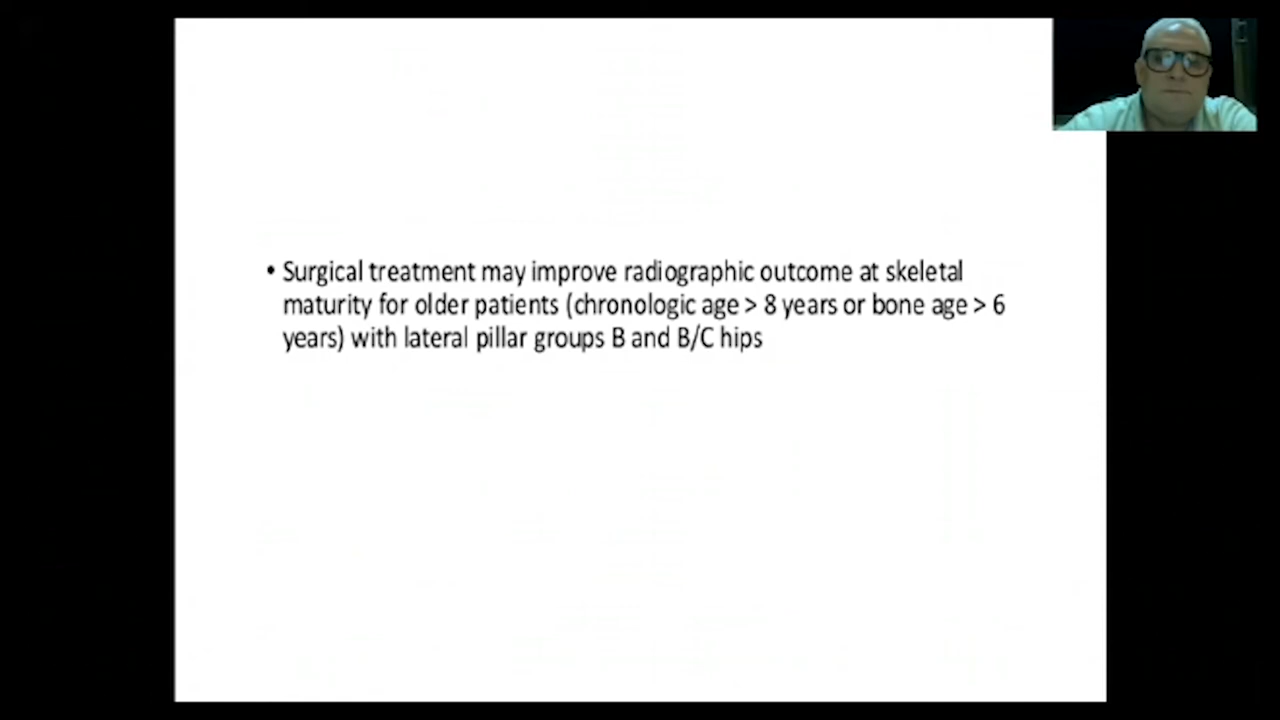 • Surgical treatment may improve radiographic outcome at skeletal
maturity for older patients (chronologic age > 8 years or bone age > 6
years) with lateral pillar groups B and B/C hips